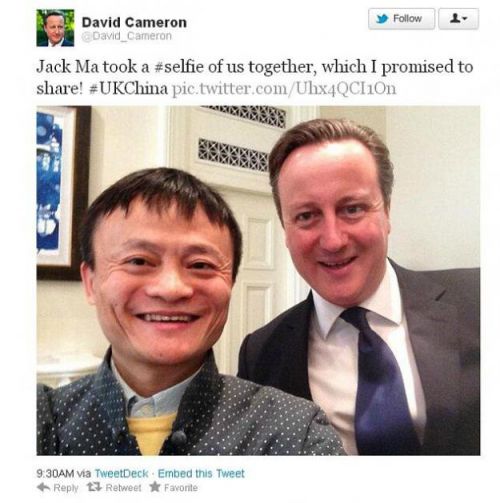 David Cameron
@David_Cameron
Follow
Jack Ma took a #selfie of us together, which I promised to
share! #UKChina pic.twitter.com/Uhx4QCI1On
9:30AM via TweetDeck · Embed this Tweet
Reply Retweet Favorite